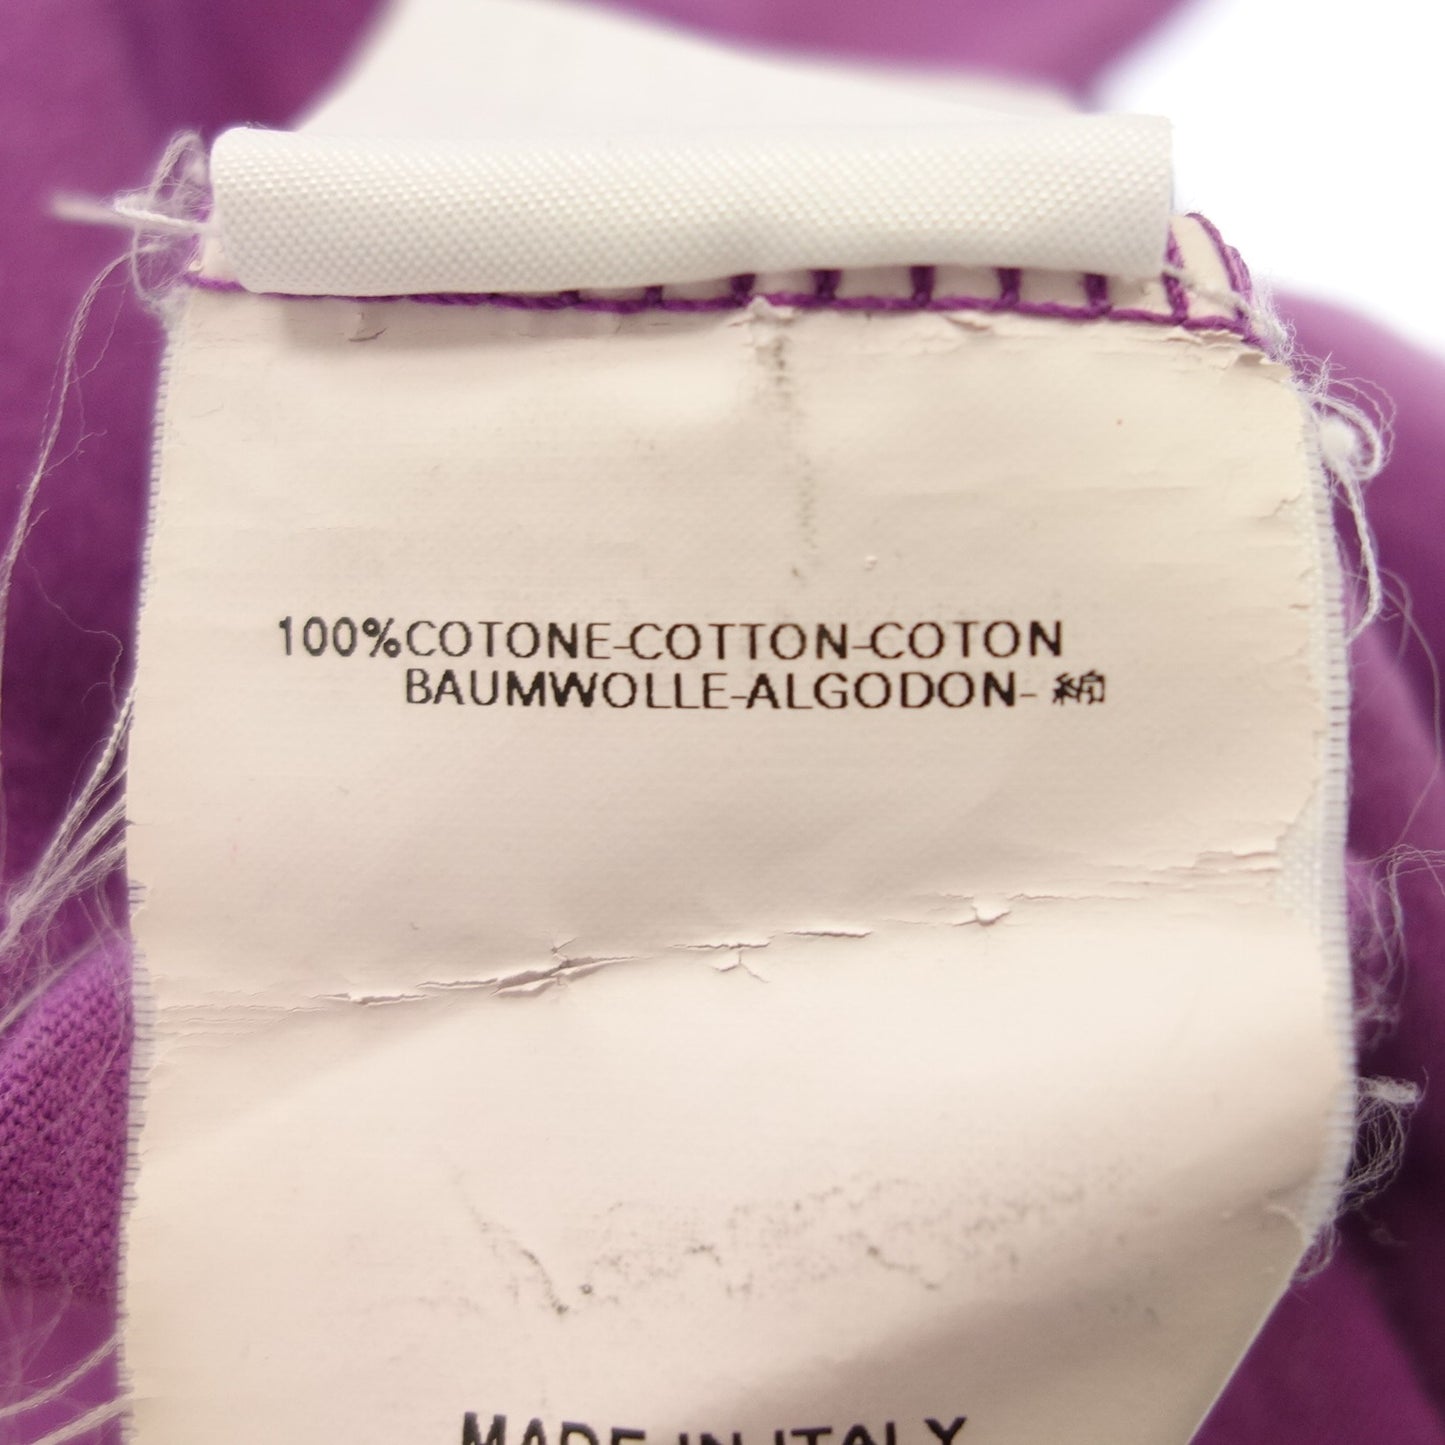 100%COTONE-COTTON-COTON
BAUMWOLLE-ALGODON- 綿
MADE IN ITALY